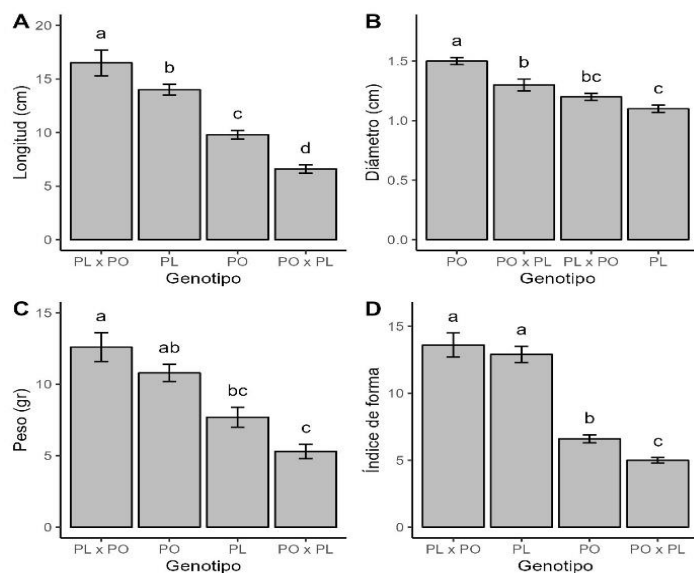 A
Longitud (cm)
15
10
5
0
a
b
c
d
PL x PO
PL
PO
PO x PL
Genotipo
B
Diámetro (cm)
1.5
1.0
0.5
0.0
a
b
bc
c
PO
PO x PL
PL x PO
PL
Genotipo
C
Peso (gr)
15
10
5
0
a
ab
bc
c
PL x PO
PO
PL
PO x PL
Genotipo
D
Índice de forma
15
10
5
0
a
a
b
c
PL x PO
PL
PO
PO x PL
Genotipo